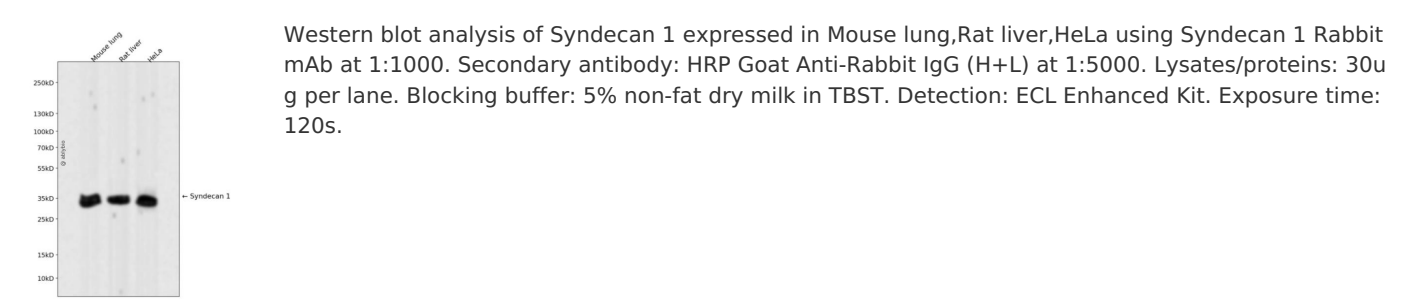 Mouse lung
Rat liver
HeLa
250kD
130kD
100kD
70kD
55kD
35kD
25kD
15kD
10kD
← Syndecan 1
Western blot analysis of Syndecan 1 expressed in Mouse lung,Rat liver,HeLa using Syndecan 1 Rabbit
mAb at 1:1000. Secondary antibody: HRP Goat Anti-Rabbit IgG (H+L) at 1:5000. Lysates/proteins: 30u
g per lane. Blocking buffer: 5% non-fat dry milk in TBST. Detection: ECL Enhanced Kit. Exposure time:
120s.